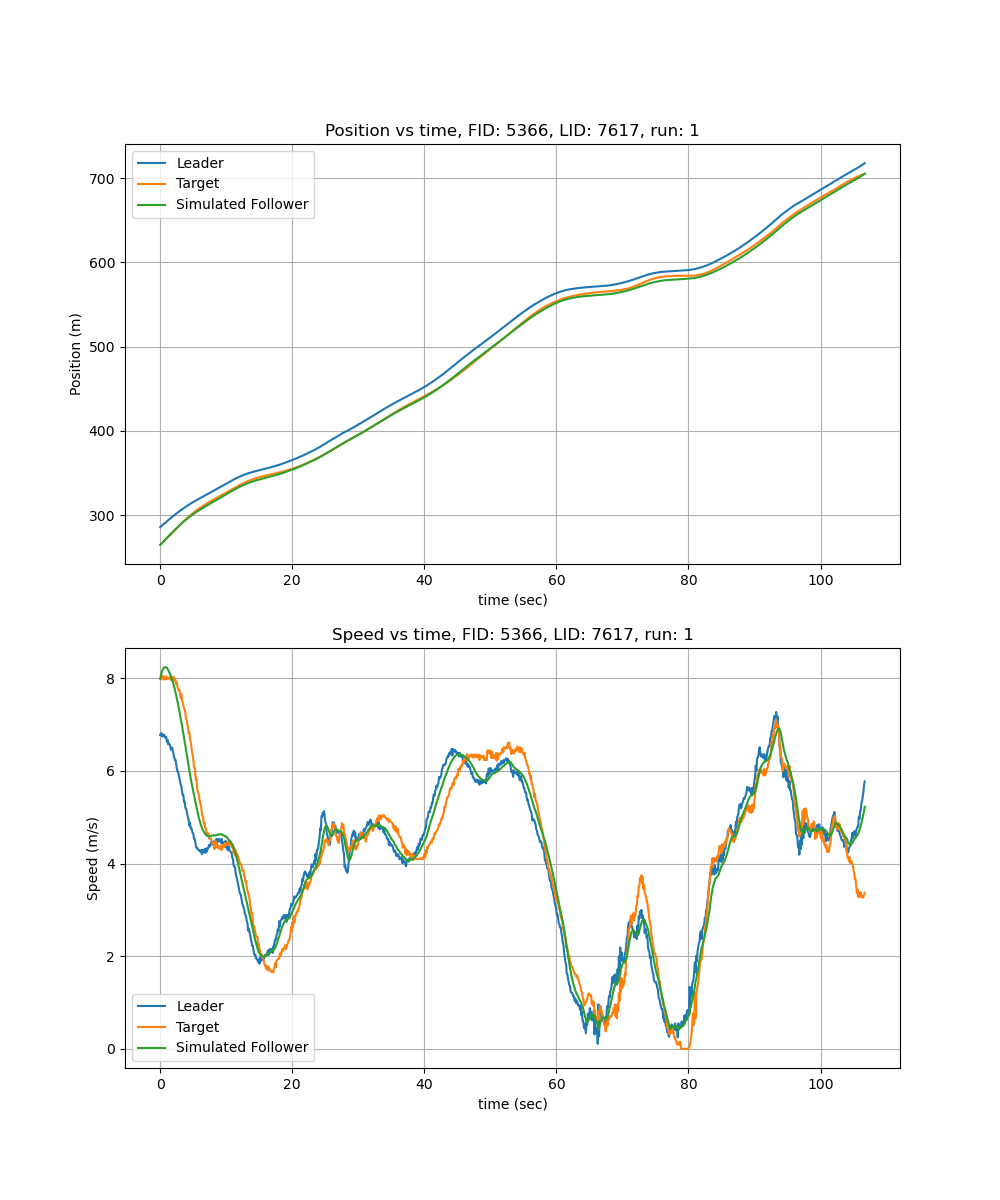 Position vs time, FID: 5366, LID: 7617, run: 1
Leader
Target
Simulated Follower
Position (m)
700
600
500
400
300
0 20 40 60 80 100
time (sec)
Speed vs time, FID: 5366, LID: 7617, run: 1
Speed (m/s)
8
6
4
2
0
Leader
Target
Simulated Follower
0 20 40 60 80 100
time (sec)